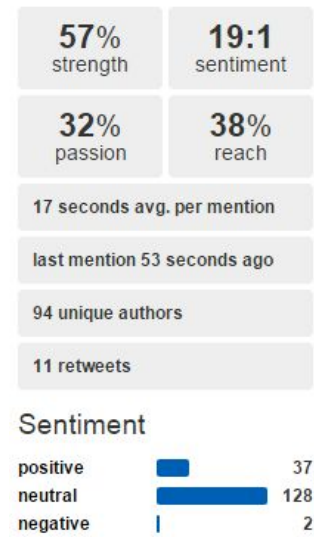 57% 19:1
strength sentiment
32% 38%
passion reach
17 seconds avg. per mention
last mention 53 seconds ago
94 unique authors
11 retweets
Sentiment
positive 37
neutral 128
negative 2